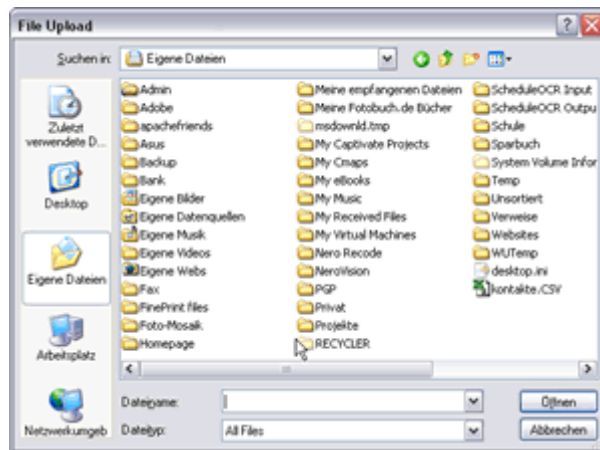 File Upload
Suchen in:
Eigene Dateien
Zuletzt
verwendete D...
Desktop
Eigene Dateien
Arbeitsplatz
Netzwerkumgeb
Admin
Adobe
apachefriends
Asus
Backup
Bank
Eigene Bilder
Eigene Datenquellen
Eigene Musik
Eigene Videos
Eigene Webs
Fax
FinePrint files
Foto-Mosaik
Homepage
Meine empfangenen Dateien
Meine Fotobuch.de Bücher
msdownld.tmp
My Captivate Projects
My Cmaps
My eBooks
My Music
My Received Files
My Virtual Machines
Nero Recode
NeroVision
PGP
Privat
Projekte
RECYCLER
ScheduleOCR Input
ScheduleOCR Outpu
Schule
Sparbuch
System Volume Infor
Temp
Unsortiert
Verweise
Websites
WUTemp
desktop.ini
kontakte.CSV
Dateiname:
Öffnen
Dateityp:
All Files
Abbrechen